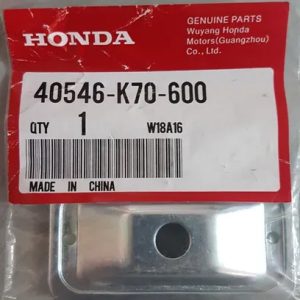 HONDA
GENUINE PARTS
Wuyang Honda
Motors(Guangzhou)
Co., Ltd.
40546-K70-600
QTY 1 W18A16
MADE IN CHINA